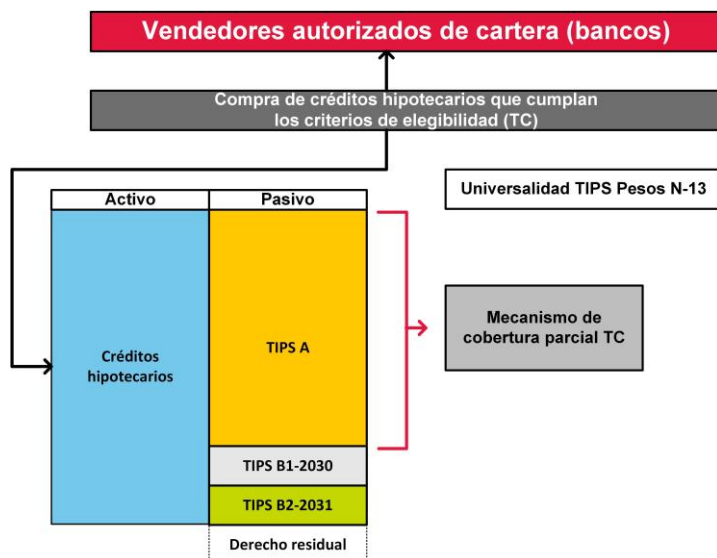 Vendedores autorizados de cartera (bancos)
Compra de créditos hipotecarios que cumplan
los criterios de elegibilidad (TC)
Universalidad TIPS Pesos N-13
Activo
Pasivo
Créditos
hipotecarios
TIPS A
Mecanismo de
cobertura parcial TC
TIPS B1-2030
TIPS B2-2031
Derecho residual